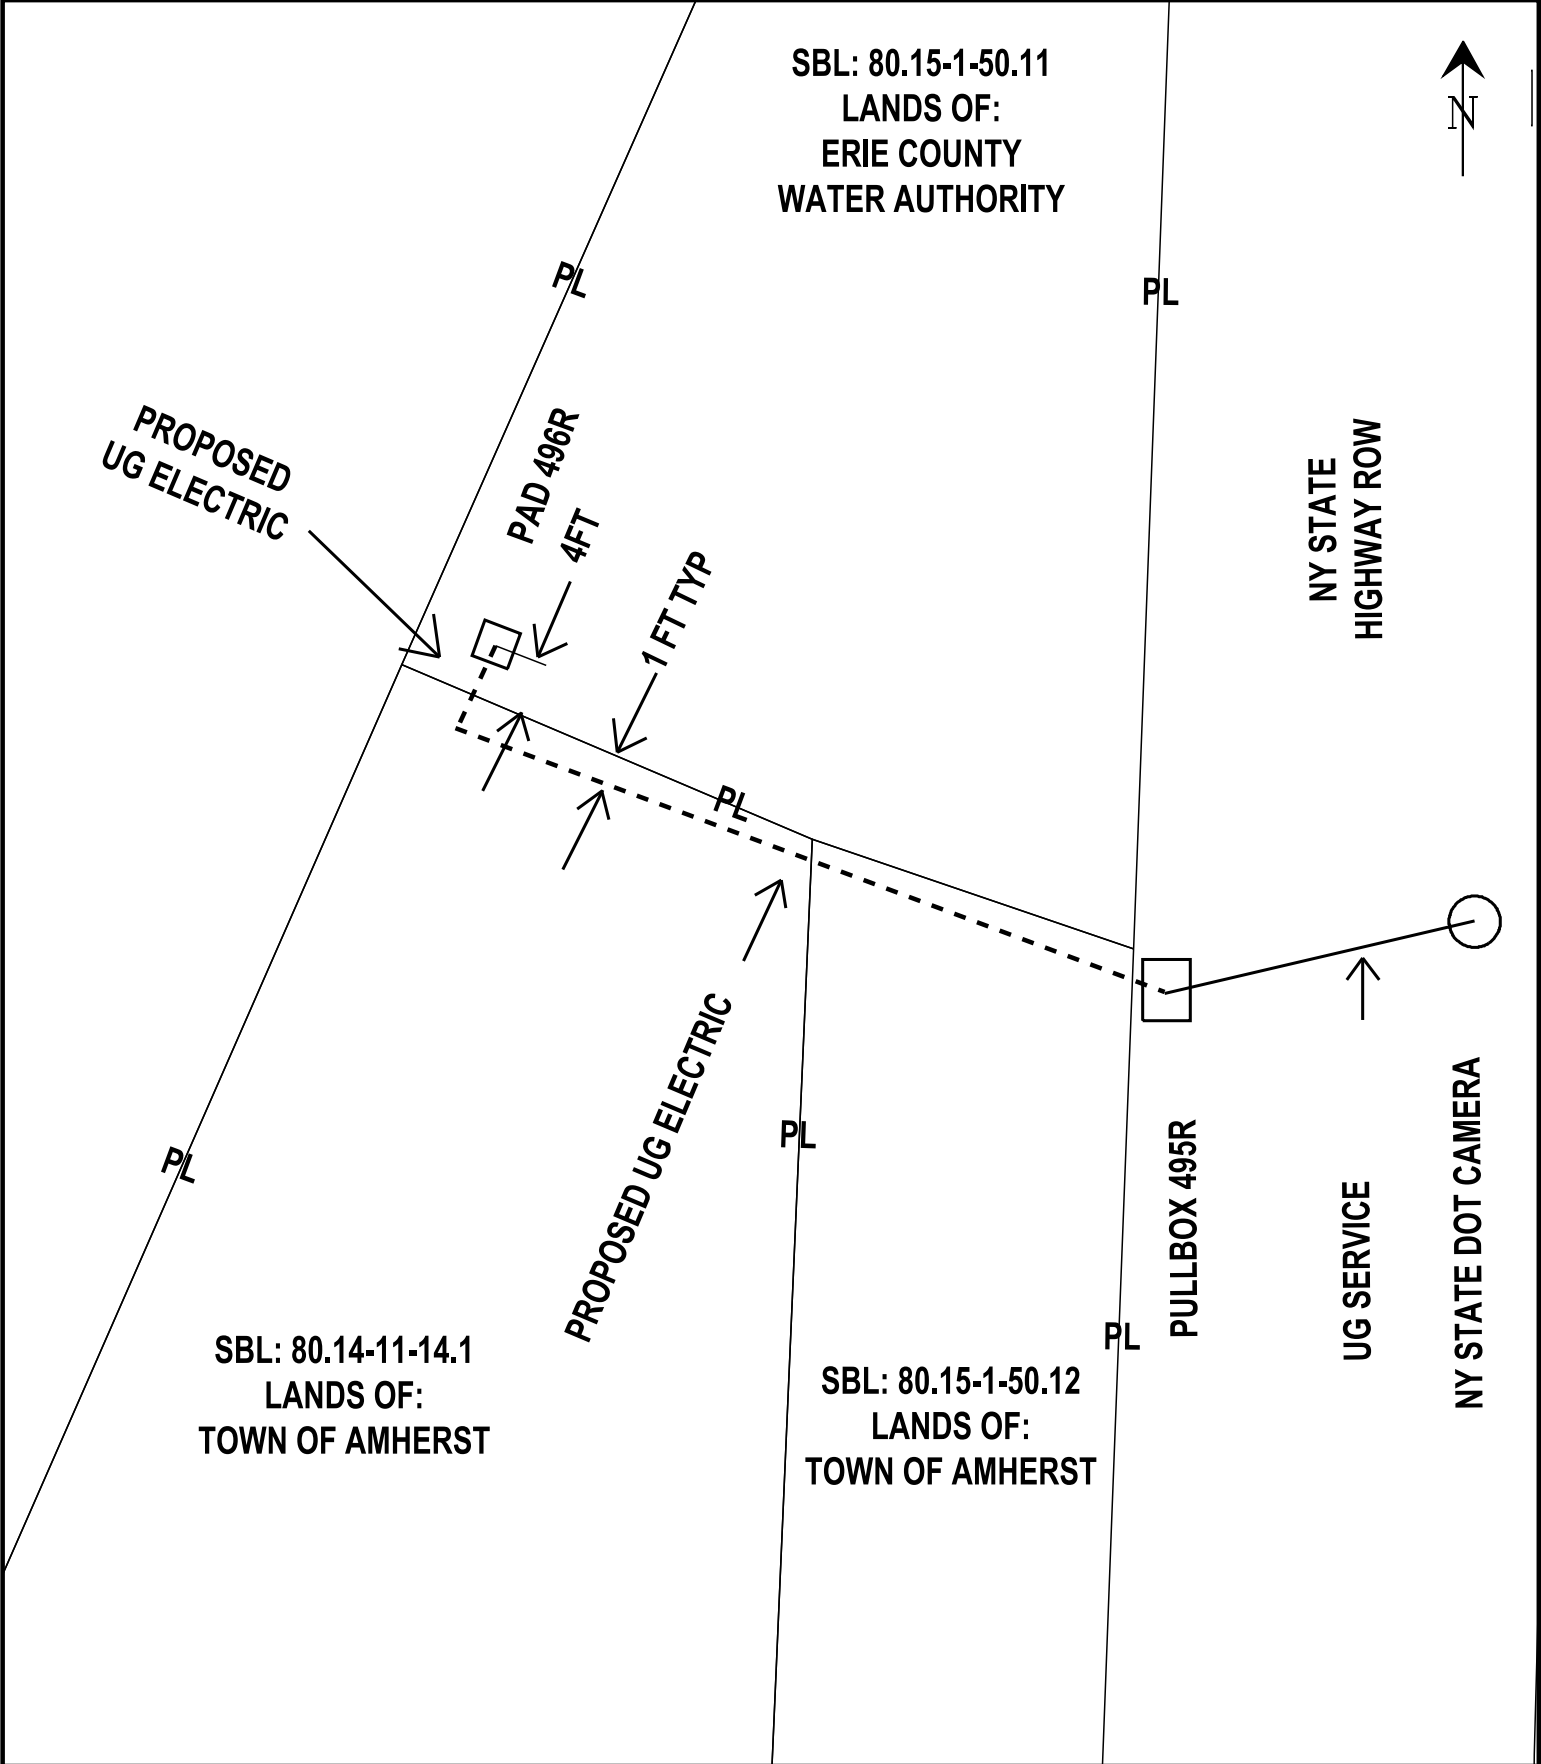 SBL: 80.15-1-50.11
LANDS OF:
ERIE COUNTY
WATER AUTHORITY
N
PL
PL
PROPOSED
UG ELECTRIC
PAD 496R
4FT
1 FT TYP
NY STATE
HIGHWAY ROW
PL
PROPOSED UG ELECTRIC
PL
PL
PULLBOX 495R
UG SERVICE
NY STATE DOT CAMERA
PL
SBL: 80.14-11-14.1
LANDS OF:
TOWN OF AMHERST
SBL: 80.15-1-50.12
LANDS OF:
TOWN OF AMHERST